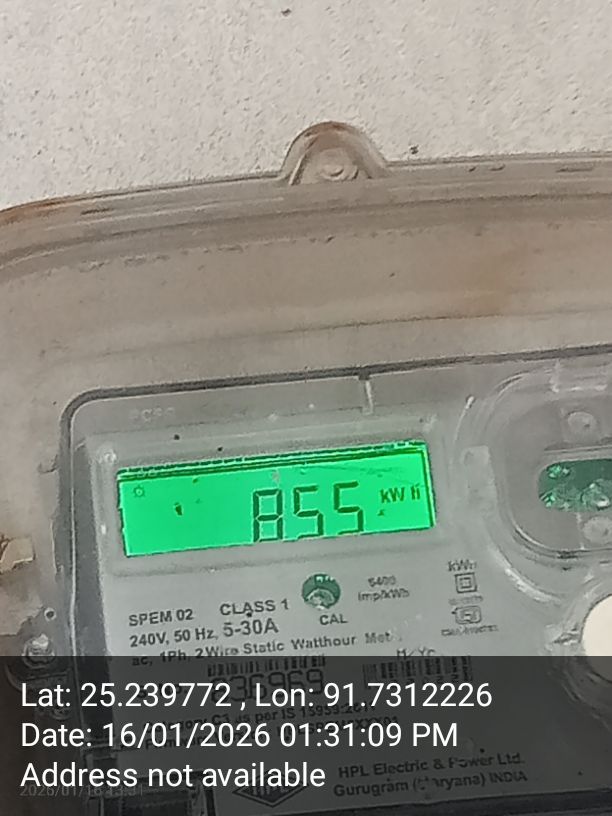 855 kWh
SPEM 02 CLASS 1
240V, 50 Hz, 5-30A
CAL
imp/kWh
kWh
ac, 1Ph, 2Wire Static Watthour
Lat: 25.239772 , Lon: 91.7312226
Date: 16/01/2026 01:31:09 PM
Address not available
HPL Electric & Power Ltd.
Gurugram (Haryana) INDIA